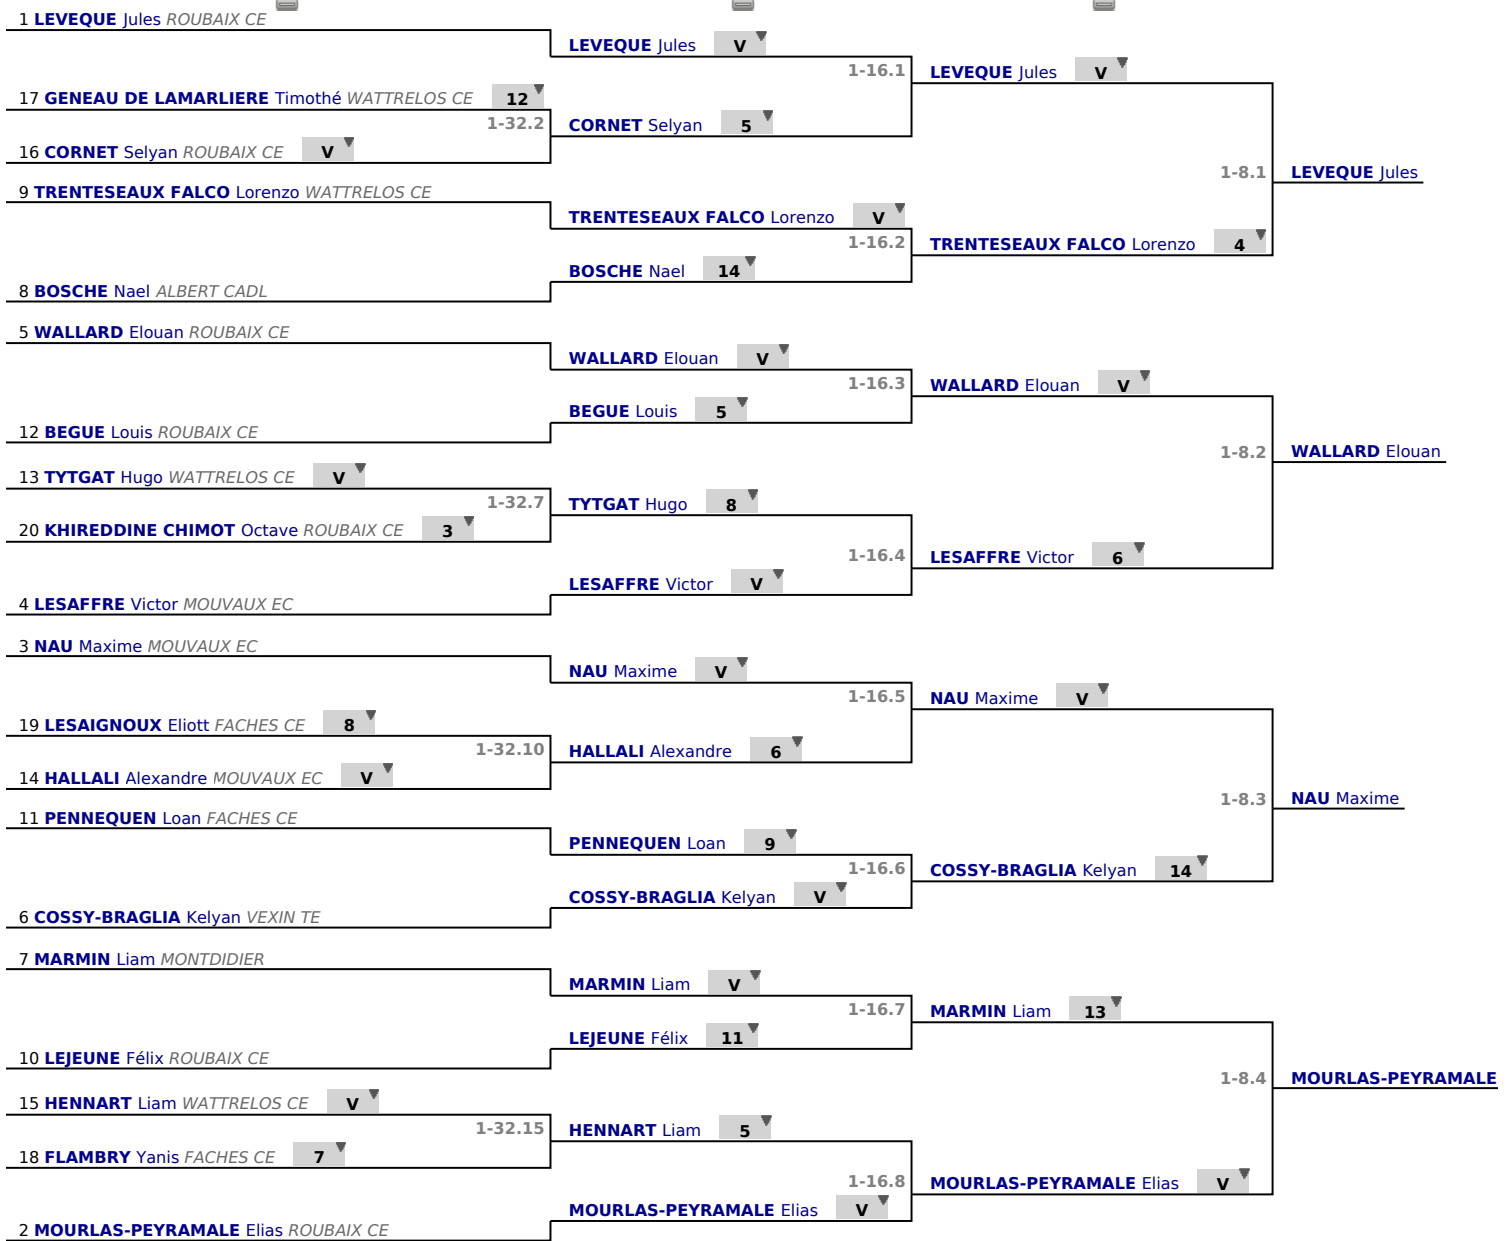 1 LEVEQUE Jules ROUBAIX CE
17 GENEAU DE LAMARLIERE Timothé WATTRELOS CE 12
1-32.2
16 CORNET Selyan ROUBAIX CE V
9 TRENTESEAUX FALCO Lorenzo WATTRELOS CE
8 BOSCHE Nael ALBERT CADL
5 WALLARD Elouan ROUBAIX CE
12 BEGUE Louis ROUBAIX CE
13 TYTGAT Hugo WATTRELOS CE V
1-32.7
20 KHIREDDINE CHIMOT Octave ROUBAIX CE 3
4 LESAFFRE Victor MOUVAUX EC
3 NAU Maxime MOUVAUX EC
19 LESAIGNOUX Eliott FACHES CE 8
1-32.10
14 HALLALI Alexandre MOUVAUX EC V
11 PENNEQUEN Loan FACHES CE
6 COSSY-BRAGLIA Kelyan VEXIN TE
7 MARMIN Liam MONTDIDIER
10 LEJEUNE Félix ROUBAIX CE
15 HENNART Liam WATTRELOS CE V
1-32.15
18 FLAMBRY Yanis FACHES CE 7
2 MOURLAS-PEYRAMALE Elias ROUBAIX CE
LEVEQUE Jules V
1-16.1
CORNET Selyan 5
TRENTESEAUX FALCO Lorenzo V
1-16.2
BOSCHE Nael 14
WALLARD Elouan V
1-16.3
BEGUE Louis 5
TYTGAT Hugo 8
1-16.4
LESAFFRE Victor V
NAU Maxime V
1-16.5
HALLALI Alexandre 6
PENNEQUEN Loan 9
1-16.6
COSSY-BRAGLIA Kelyan V
MARMIN Liam V
1-16.7
LEJEUNE Félix 11
HENNART Liam 5
1-16.8
MOURLAS-PEYRAMALE Elias V
LEVEQUE Jules V
1-8.1
TRENTESEAUX FALCO Lorenzo 4
WALLARD Elouan V
1-8.2
LESAFFRE Victor 6
NAU Maxime V
1-8.3
COSSY-BRAGLIA Kelyan 14
MARMIN Liam 13
1-8.4
MOURLAS-PEYRAMALE Elias V
LEVEQUE Jules
WALLARD Elouan
NAU Maxime
MOURLAS-PEYRAMALE